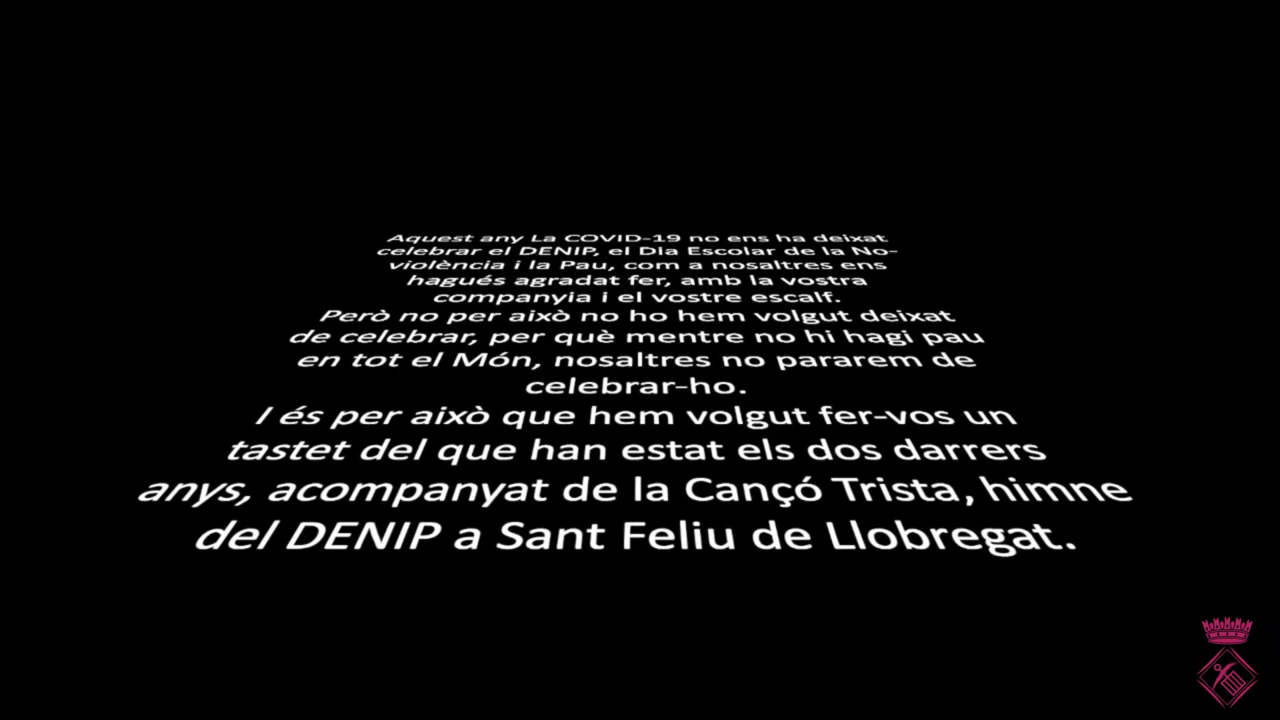 Aquest any La COVID-19 no ens ha deixat
celebrar el DENIP, el Dia Escolar de la No-
violència i la Pau, com a nosaltres ens
hagués agradat fer, amb la vostra
companyia i el vostre escalf.
Però no per això no ho hem volgut deixat
de celebrar, per què mentre no hi hagi pau
en tot el Món, nosaltres no pararem de
celebrar-ho.
I és per això que hem volgut fer-vos un
tastet del que han estat els dos darrers
anys, acompanyat de la Cançó Trista, himne
del DENIP a Sant Feliu de Llobregat.